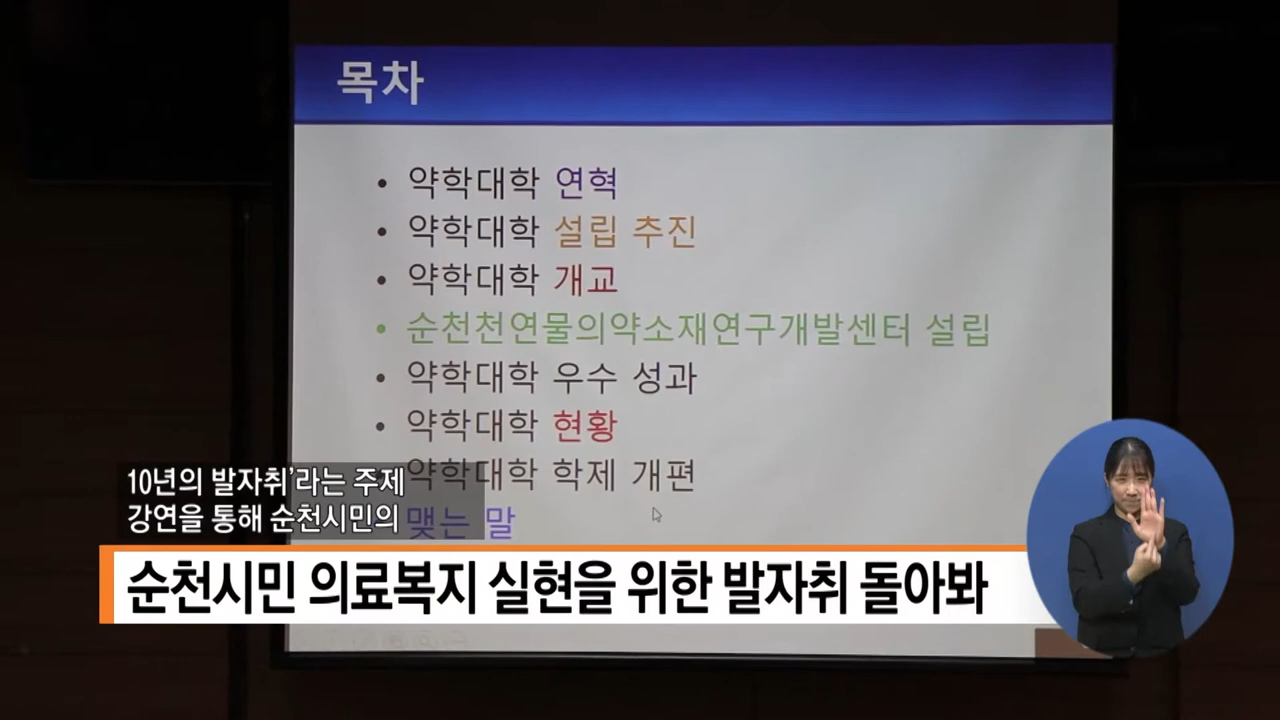 목차
• 약학대학 연혁
• 약학대학 설립 추진
• 약학대학 개교
• 순천천연물의약소재연구개발센터 설립
• 약학대학 우수 성과
• 약학대학 현황
약학대학 학제 개편
맺는 말
10년의 발자취’라는 주제
강연을 통해 순천시민의
순천시민 의료복지 실현을 위한 발자취 돌아봐